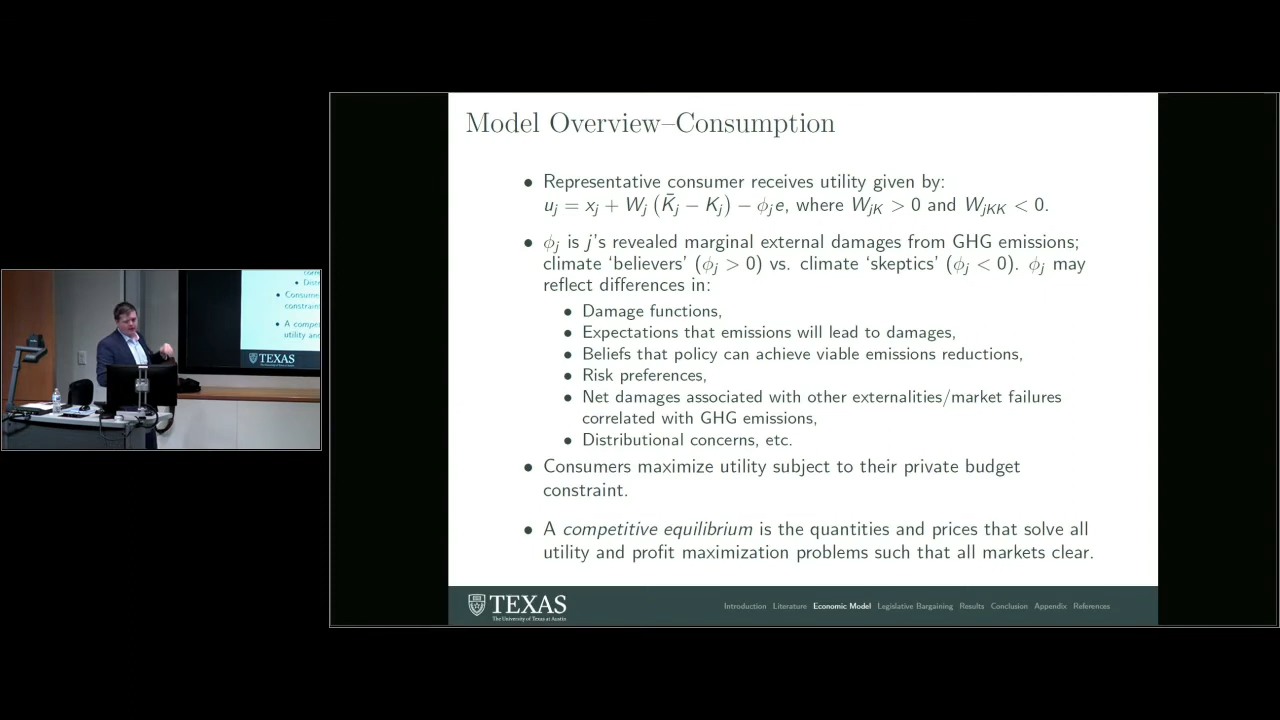 Model Overview–Consumption
• Representative consumer receives utility given by:
u_j = x_j + W_j (K̄_j − K_j) − ϕ_j e, where W_jK > 0 and W_jKK < 0.
• ϕ_j is j's revealed marginal external damages from GHG emissions;
climate 'believers' (ϕ_j > 0) vs. climate 'skeptics' (ϕ_j < 0). ϕ_j may
reflect differences in:
• Damage functions,
• Expectations that emissions will lead to damages,
• Beliefs that policy can achieve viable emissions reductions,
• Risk preferences,
• Net damages associated with other externalities/market failures
correlated with GHG emissions,
• Distributional concerns, etc.
• Consumers maximize utility subject to their private budget
constraint.
• A competitive equilibrium is the quantities and prices that solve all
utility and profit maximization problems such that all markets clear.
TEXAS
The University of Texas at Austin
Introduction Literature Economic Model Legislative Bargaining Results Conclusion Appendix References
• Distri
• Consume
constraint
• A compe
utility an
TEXAS